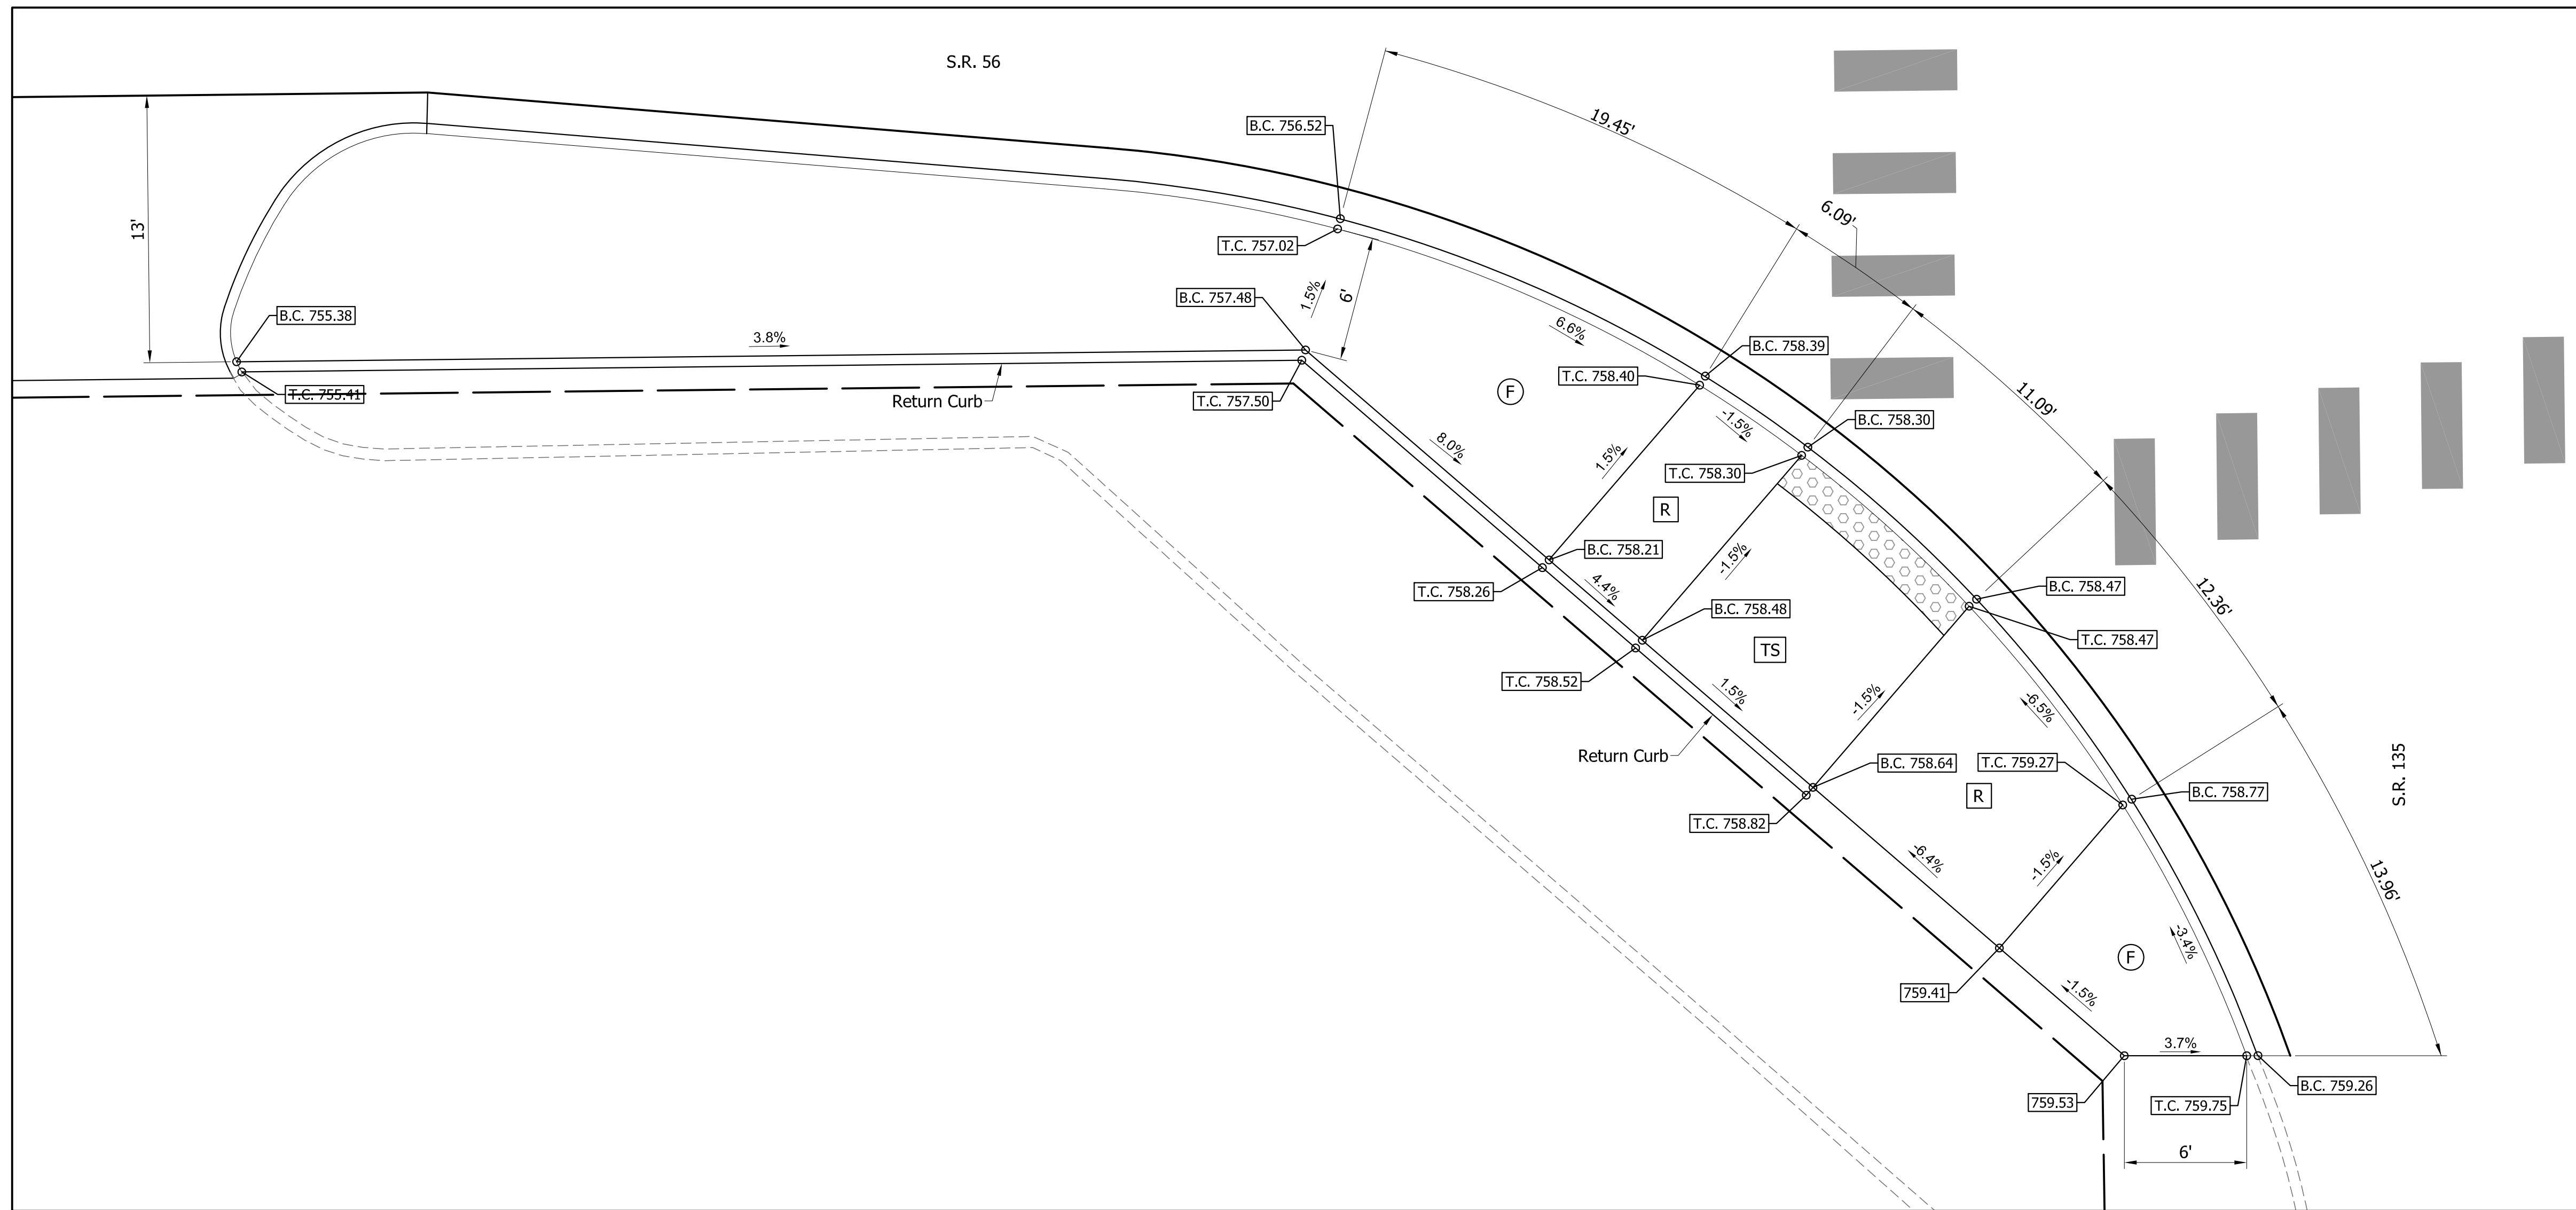 S.R. 56
19.45'
B.C. 756.52
6.09'
13'
T.C. 757.02
B.C. 757.48
1.5%
6'
B.C. 755.38
3.8%
6.6%
B.C. 758.39
T.C. 755.41
Return Curb
T.C. 757.50
F
T.C. 758.40
11.09'
-1.5%
B.C. 758.30
8.0%
1.5%
T.C. 758.30
R
B.C. 758.21
-1.5%
T.C. 758.26
4.4%
B.C. 758.48
B.C. 758.47
12.36'
T.C. 758.47
TS
T.C. 758.52
1.5%
-1.5%
-6.5%
Return Curb
B.C. 758.64
T.C. 759.27
S.R. 135
R
B.C. 758.77
T.C. 758.82
-6.4%
-1.5%
13.96'
F
-3.4%
759.41
-1.5%
3.7%
B.C. 759.26
759.53
T.C. 759.75
6'